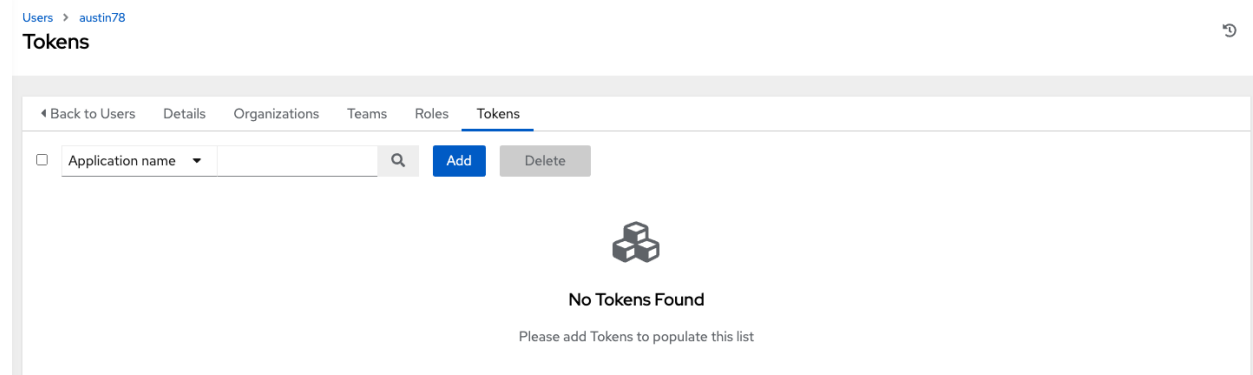 Users > austin78
Tokens
Back to Users Details Organizations Teams Roles Tokens
Application name Add Delete
No Tokens Found
Please add Tokens to populate this list